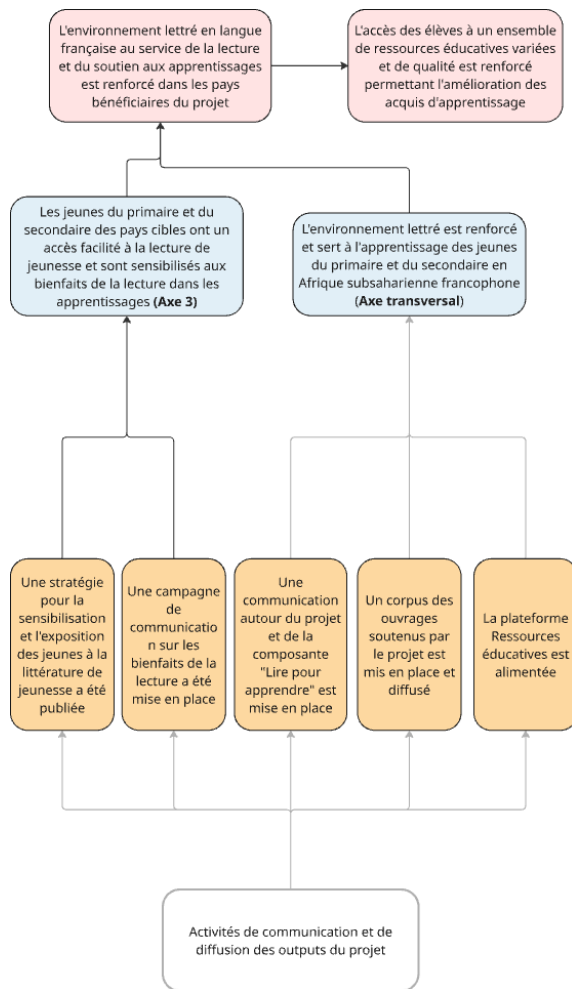 L'environnement lettré en langue
française au service de la lecture
et du soutien aux apprentissages
est renforcé dans les pays
bénéficiaires du projet
L'accès des élèves à un ensemble
de ressources éducatives variées
et de qualité est renforcé
permettant l'amélioration des
acquis d'apprentissage
Les jeunes du primaire et du
secondaire des pays cibles ont un
accès facilité à la lecture de
jeunesse et sont sensibilisés aux
bienfaits de la lecture dans les
apprentissages (Axe 3)
L'environnement lettré est renforcé
et sert à l'apprentissage des jeunes
du primaire et du secondaire en
Afrique subsaharienne francophone
(Axe transversal)
Une stratégie
pour la
sensibilisation
et l'exposition
des jeunes à la
littérature de
jeunesse a été
publiée
Une campagne
de
communicatio
n sur les
bienfaits de la
lecture a été
mise en place
Une
communication
autour du projet
et de la
composante
"Lire pour
apprendre" est
mise en place
Un corpus des
ouvrages
soutenus par
le projet est
mis en place et
diffusé
La plateforme
Ressources
éducatives est
alimentée
Activités de communication et de
diffusion des outputs du projet